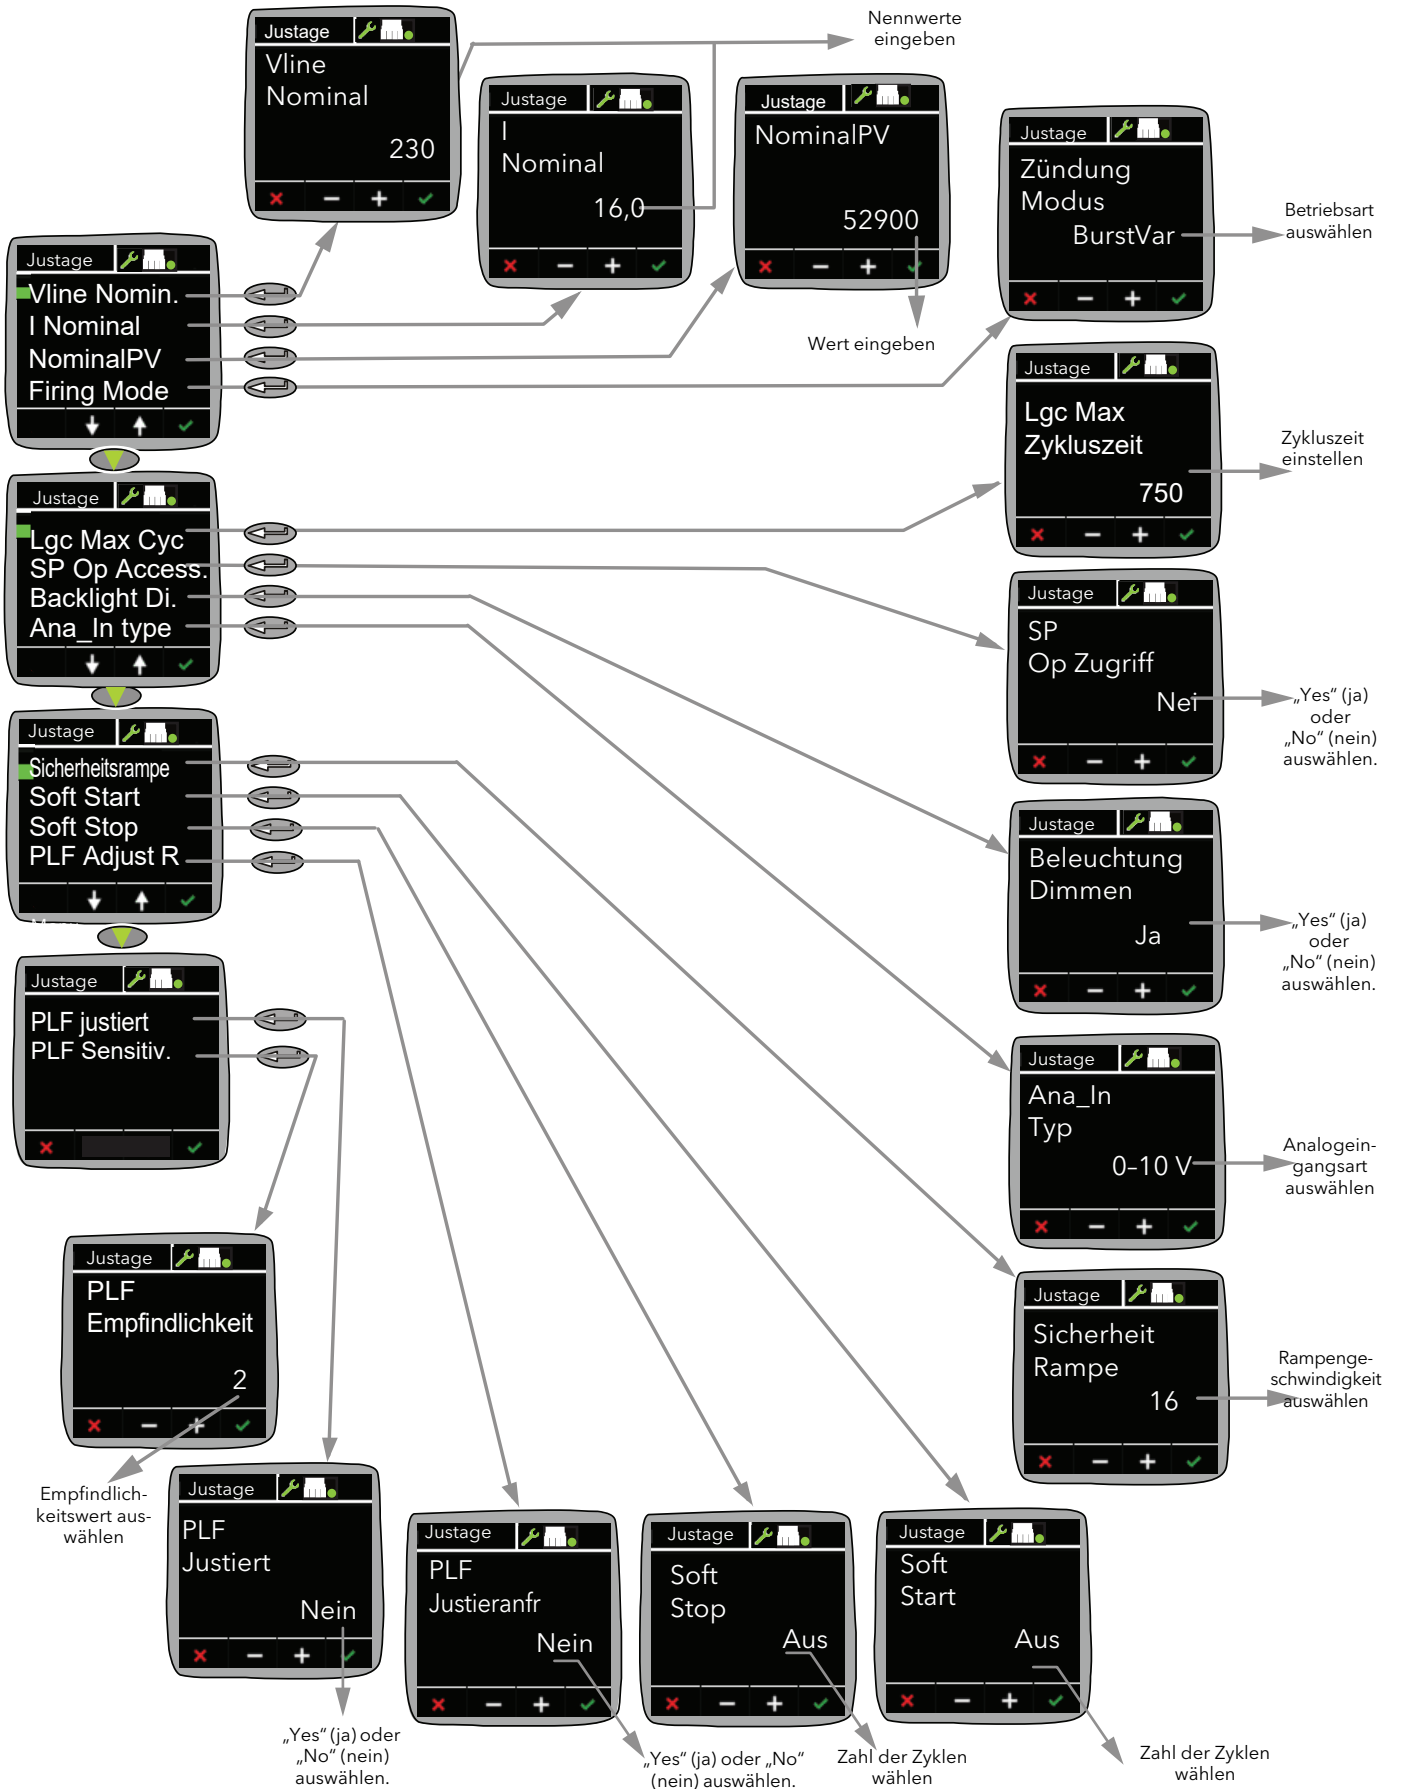 Justage
Vline
Nominal
230
Nennwerte
eingeben
Justage
I
Nominal
16,0
Justage
NominalPV
52900
Wert eingeben
Justage
Zündung
Modus
BurstVar
Betriebsart
auswählen
Justage
Vline Nomin.
I Nominal
NominalPV
Firing Mode
Justage
Lgc Max
Zykluszeit
750
Zykluszeit
einstellen
Justage
Lgc Max Cyc
SP Op Access.
Backlight Di.
Ana_In type
Justage
SP
Op Zugriff
Nei
„Yes“ (ja)
oder
„No“ (nein)
auswählen.
Justage
Sicherheitsrampe
Soft Start
Soft Stop
PLF Adjust R
Justage
Beleuchtung
Dimmen
Ja
„Yes“ (ja)
oder
„No“ (nein)
auswählen.
Justage
PLF justiert
PLF Sensitiv.
Justage
Ana_In
Typ
0–10 V
Analogein-
gangsart
auswählen
Justage
PLF
Empfindlichkeit
2
Empfindlich-
keitswert aus-
wählen
Justage
Sicherheit
Rampe
16
Rampenge-
schwindigkeit
auswählen
Justage
PLF
Justiert
Nein
„Yes“ (ja) oder
„No“ (nein)
auswählen.
Justage
PLF
Justieranfr
Nein
„Yes“ (ja) oder „No“
(nein) auswählen.
Justage
Soft
Stop
Aus
Zahl der Zyklen
wählen
Justage
Soft
Start
Aus
Zahl der Zyklen
wählen